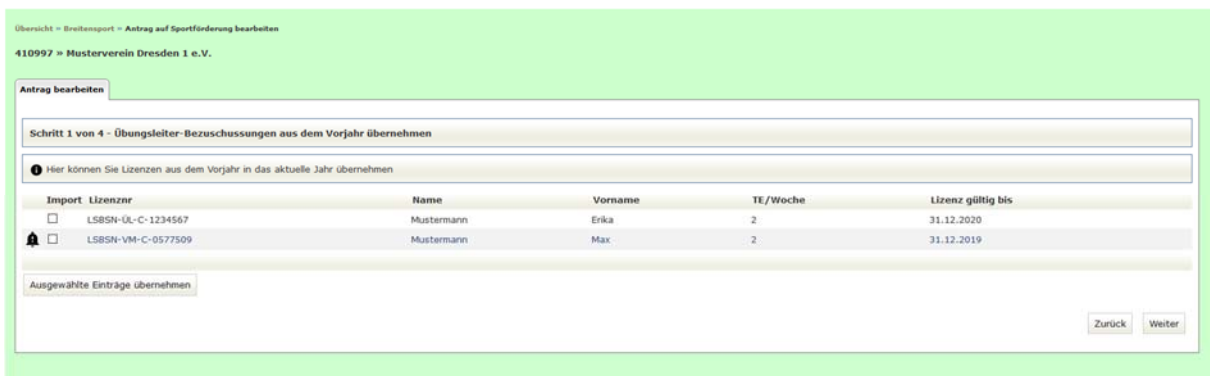 Übersicht » Breitensport » Antrag auf Sportförderung bearbeiten
410997 » Musterverein Dresden 1 e.V.
Antrag bearbeiten
Schritt 1 von 4 - Übungsleiter-Bezuschussungen aus dem Vorjahr übernehmen
Hier können Sie Lizenzen aus dem Vorjahr in das aktuelle Jahr übernehmen
Import Lizenznr Name Vorname TE/Woche Lizenz gültig bis
LSBSN-ÜL-C-1234567 Mustermann Erika 2 31.12.2020
LSBSN-VM-C-0577509 Mustermann Max 2 31.12.2019
Ausgewählte Einträge übernehmen
Zurück Weiter